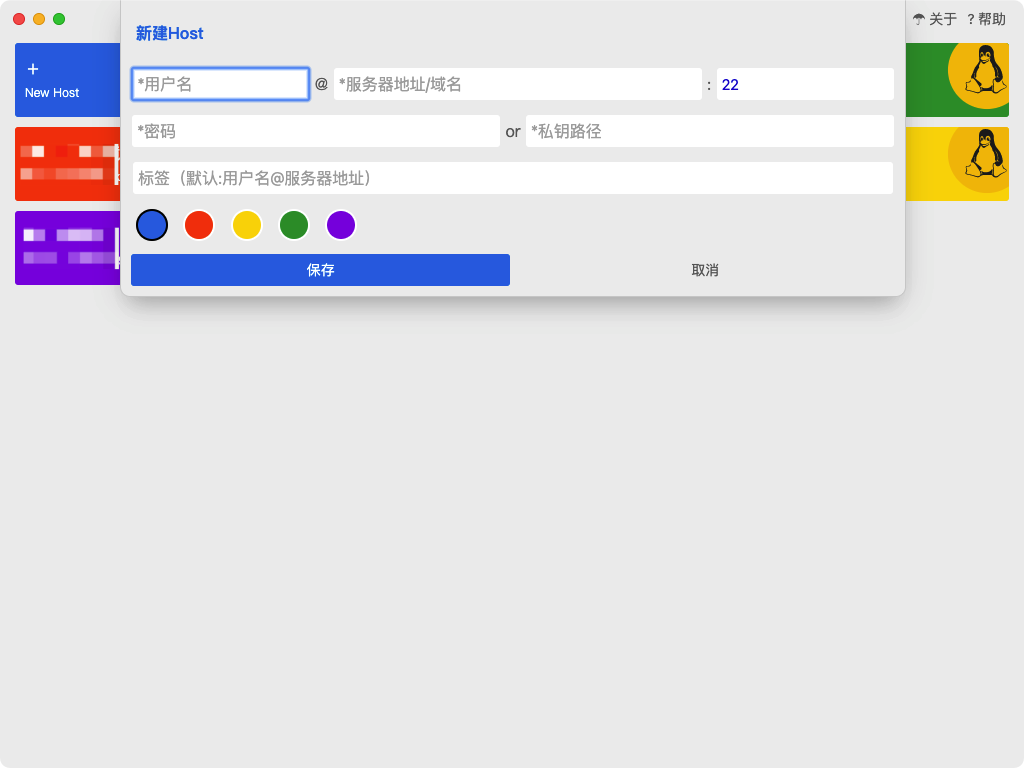 关于 ? 帮助
新建Host
+
New Host
*用户名 @ *服务器地址/域名 : 22
*密码 or *私钥路径
标签（默认:用户名@服务器地址）
保存 取消